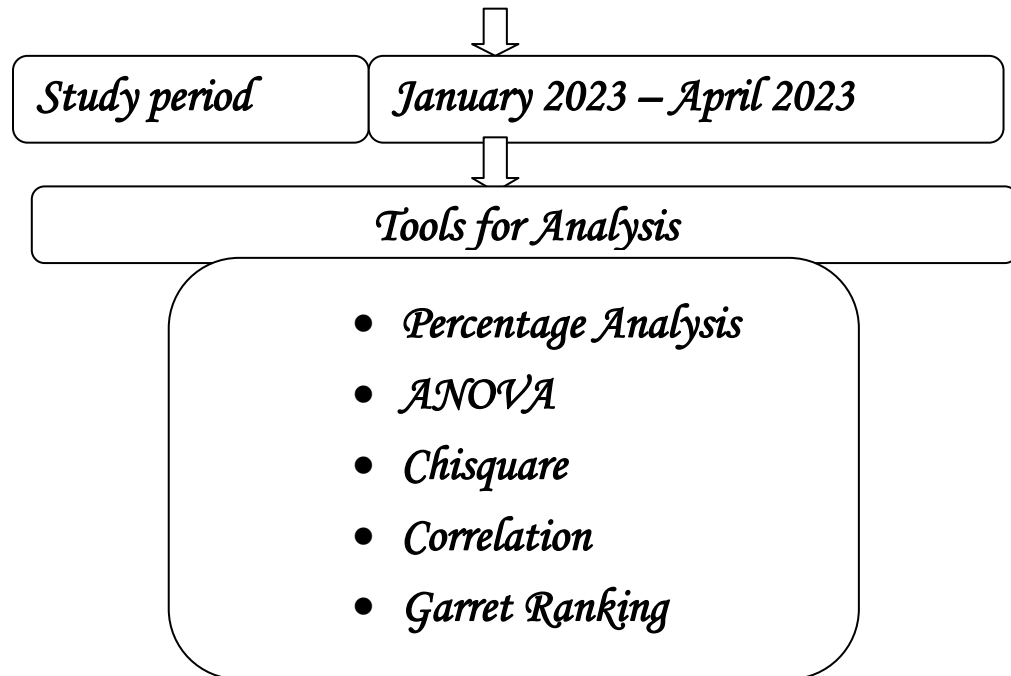 Study period
January 2023 – April 2023
Tools for Analysis
• Percentage Analysis
• ANOVA
• Chisquare
• Correlation
• Garret Ranking